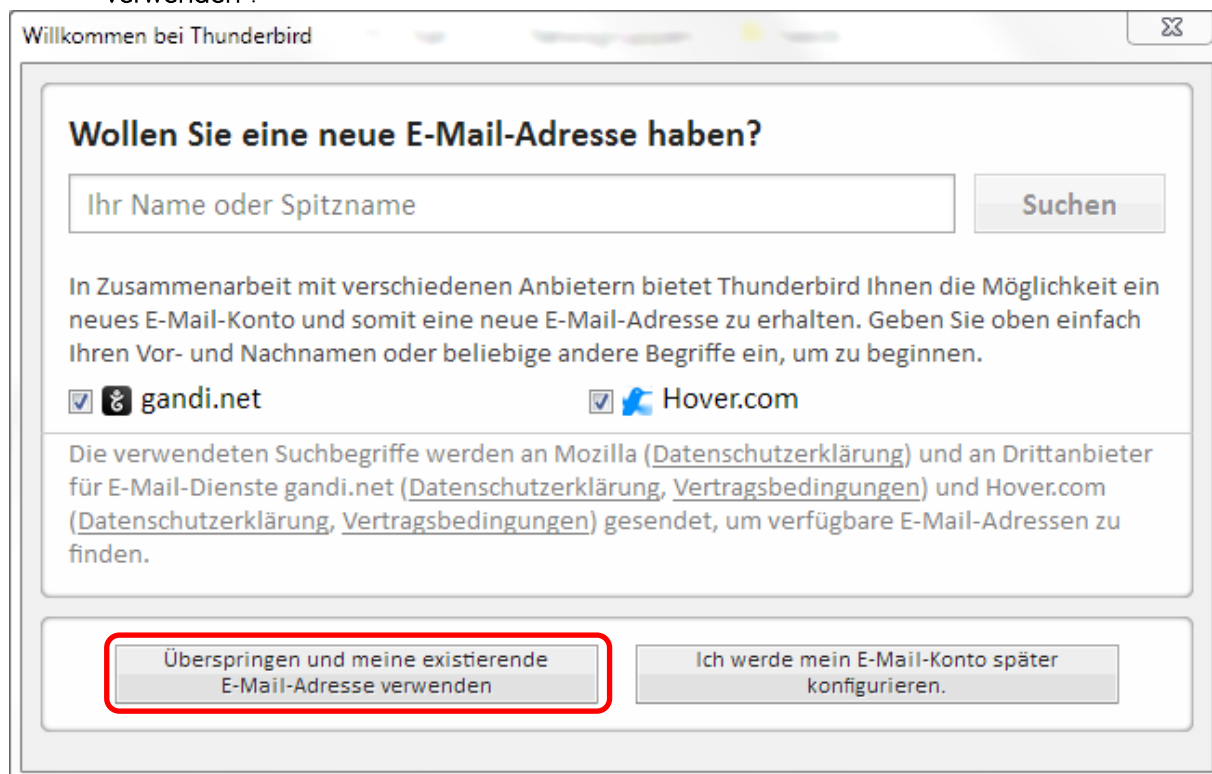 verwenden".
Willkommen bei Thunderbird
Wollen Sie eine neue E-Mail-Adresse haben?
Ihr Name oder Spitzname
Suchen
In Zusammenarbeit mit verschiedenen Anbietern bietet Thunderbird Ihnen die Möglichkeit ein
neues E-Mail-Konto und somit eine neue E-Mail-Adresse zu erhalten. Geben Sie oben einfach
Ihren Vor- und Nachnamen oder beliebige andere Begriffe ein, um zu beginnen.
gandi.net
Hover.com
Die verwendeten Suchbegriffe werden an Mozilla (Datenschutzerklärung) und an Drittanbieter
für E-Mail-Dienste gandi.net (Datenschutzerklärung, Vertragsbedingungen) und Hover.com
(Datenschutzerklärung, Vertragsbedingungen) gesendet, um verfügbare E-Mail-Adressen zu
finden.
Überspringen und meine existierende
E-Mail-Adresse verwenden
Ich werde mein E-Mail-Konto später
konfigurieren.